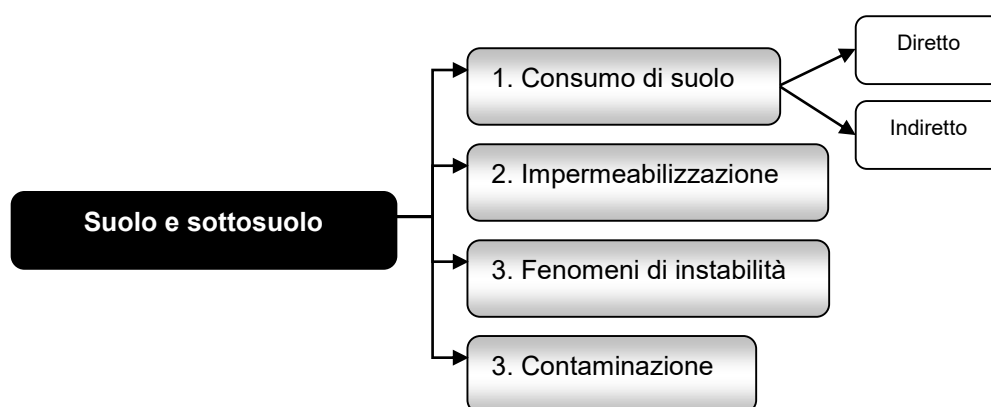 Suolo e sottosuolo
1. Consumo di suolo
Diretto
Indiretto
2. Impermeabilizzazione
3. Fenomeni di instabilità
3. Contaminazione